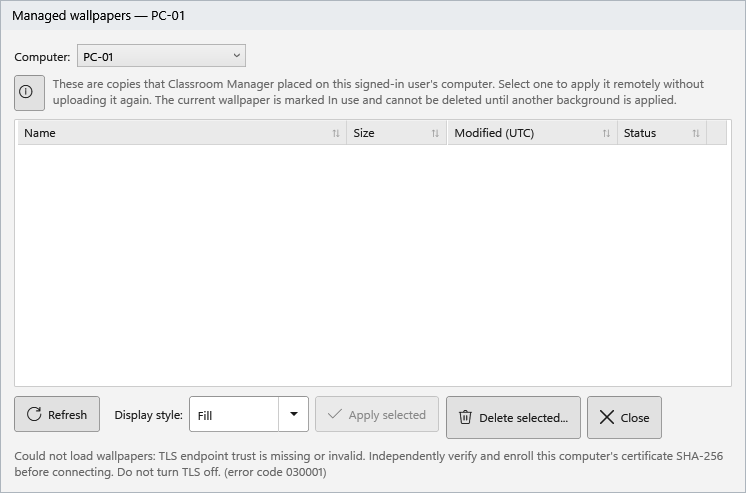 Managed wallpapers — PC-01
Computer: PC-01
These are copies that Classroom Manager placed on this signed-in user's computer. Select one to apply it remotely without
uploading it again. The current wallpaper is marked In use and cannot be deleted until another background is applied.
Name Size Modified (UTC) Status
Refresh Display style: Fill Apply selected Delete selected... Close
Could not load wallpapers: TLS endpoint trust is missing or invalid. Independently verify and enroll this computer's certificate SHA-256
before connecting. Do not turn TLS off. (error code 030001)